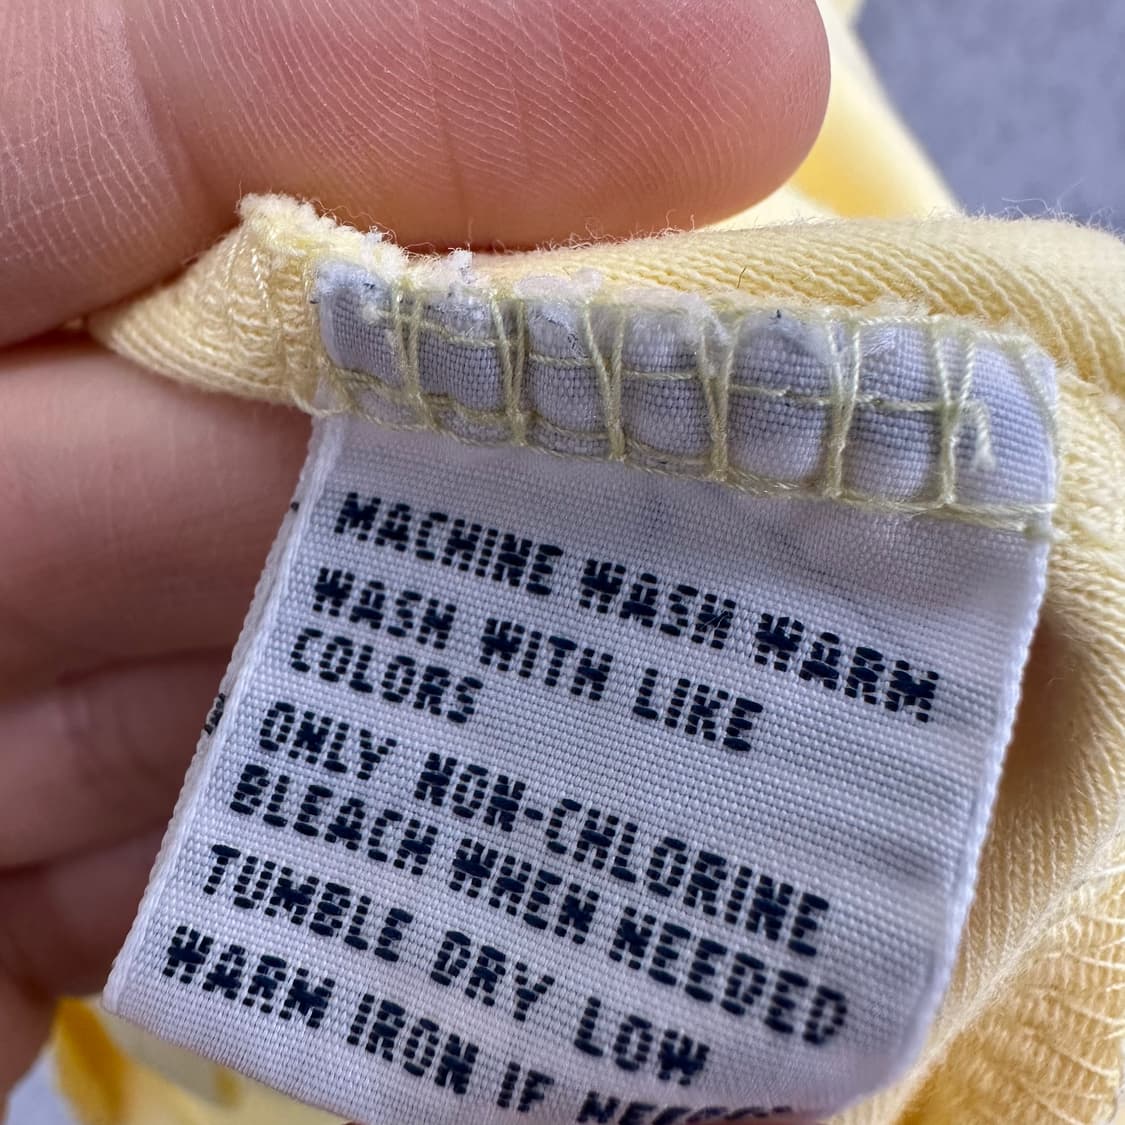 MACHINE WASH WARM
WASH WITH LIKE
COLORS
ONLY NON-CHLORINE
BLEACH WHEN NEEDED
TUMBLE DRY LOW
WARM IRON IF